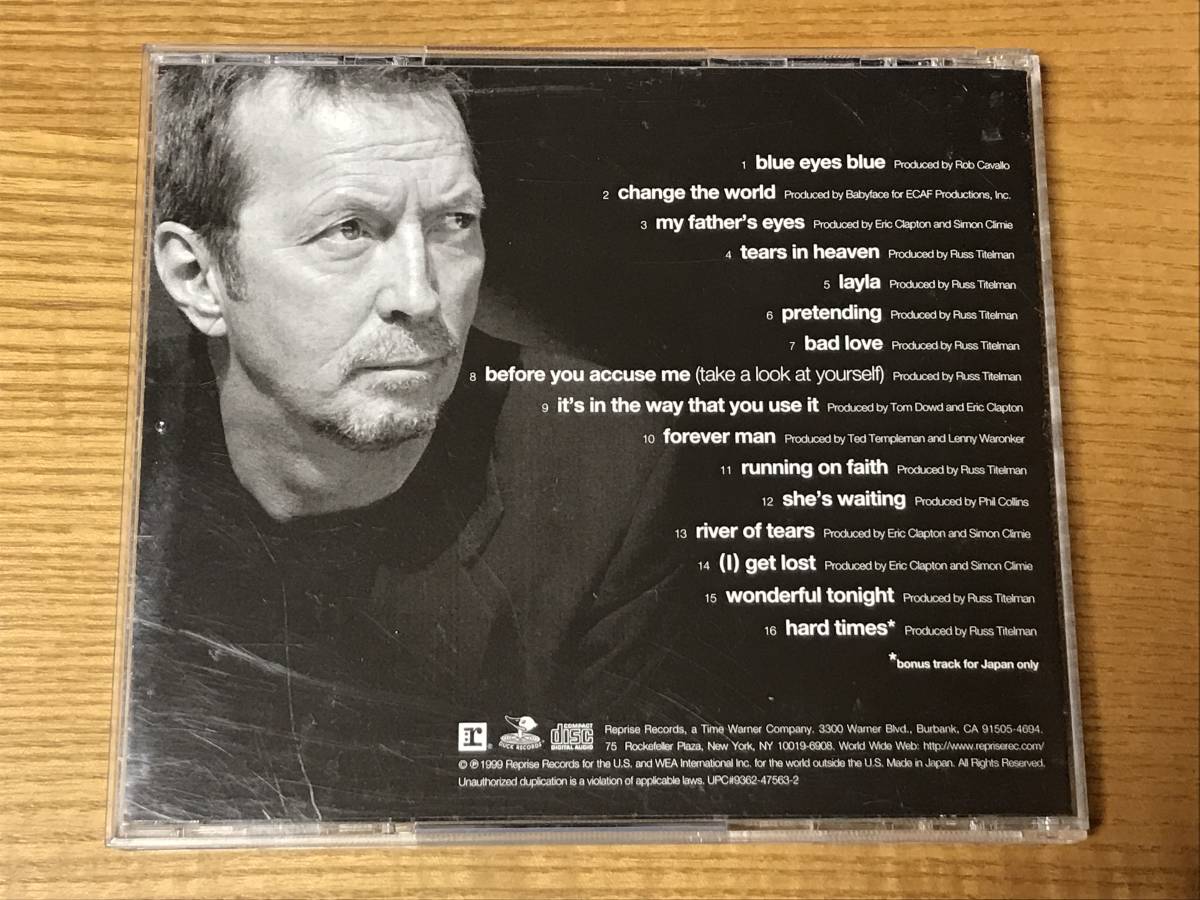 1 blue eyes blue Produced by Rob Cavallo
2 change the world Produced by Babyface for ECAF Productions, Inc.
3 my father's eyes Produced by Eric Clapton and Simon Climie
4 tears in heaven Produced by Russ Titelman
5 layla Produced by Russ Titelman
6 pretending Produced by Russ Titelman
7 bad love Produced by Russ Titelman
8 before you accuse me (take a look at yourself) Produced by Russ Titelman
9 it's in the way that you use it Produced by Tom Dowd and Eric Clapton
10 forever man Produced by Ted Templeman and Lenny Waronker
11 running on faith Produced by Russ Titelman
12 she's waiting Produced by Phil Collins
13 river of tears Produced by Eric Clapton and Simon Climie
14 (I) get lost Produced by Eric Clapton and Simon Climie
15 wonderful tonight Produced by Russ Titelman
16 hard times* Produced by Russ Titelman
*bonus track for Japan only
r® DUCK RECORDS COMPACT disc DIGITAL AUDIO
Reprise Records, a Time Warner Company. 3300 Warner Blvd., Burbank, CA 91505-4694.
75 Rockefeller Plaza, New York, NY 10019-6908. World Wide Web: http://www.repriserec.com/
© ℗ 1999 Reprise Records for the U.S. and WEA International Inc. for the world outside the U.S. Made in Japan. All Rights Reserved.
Unauthorized duplication is a violation of applicable laws. UPC#9362-47563-2